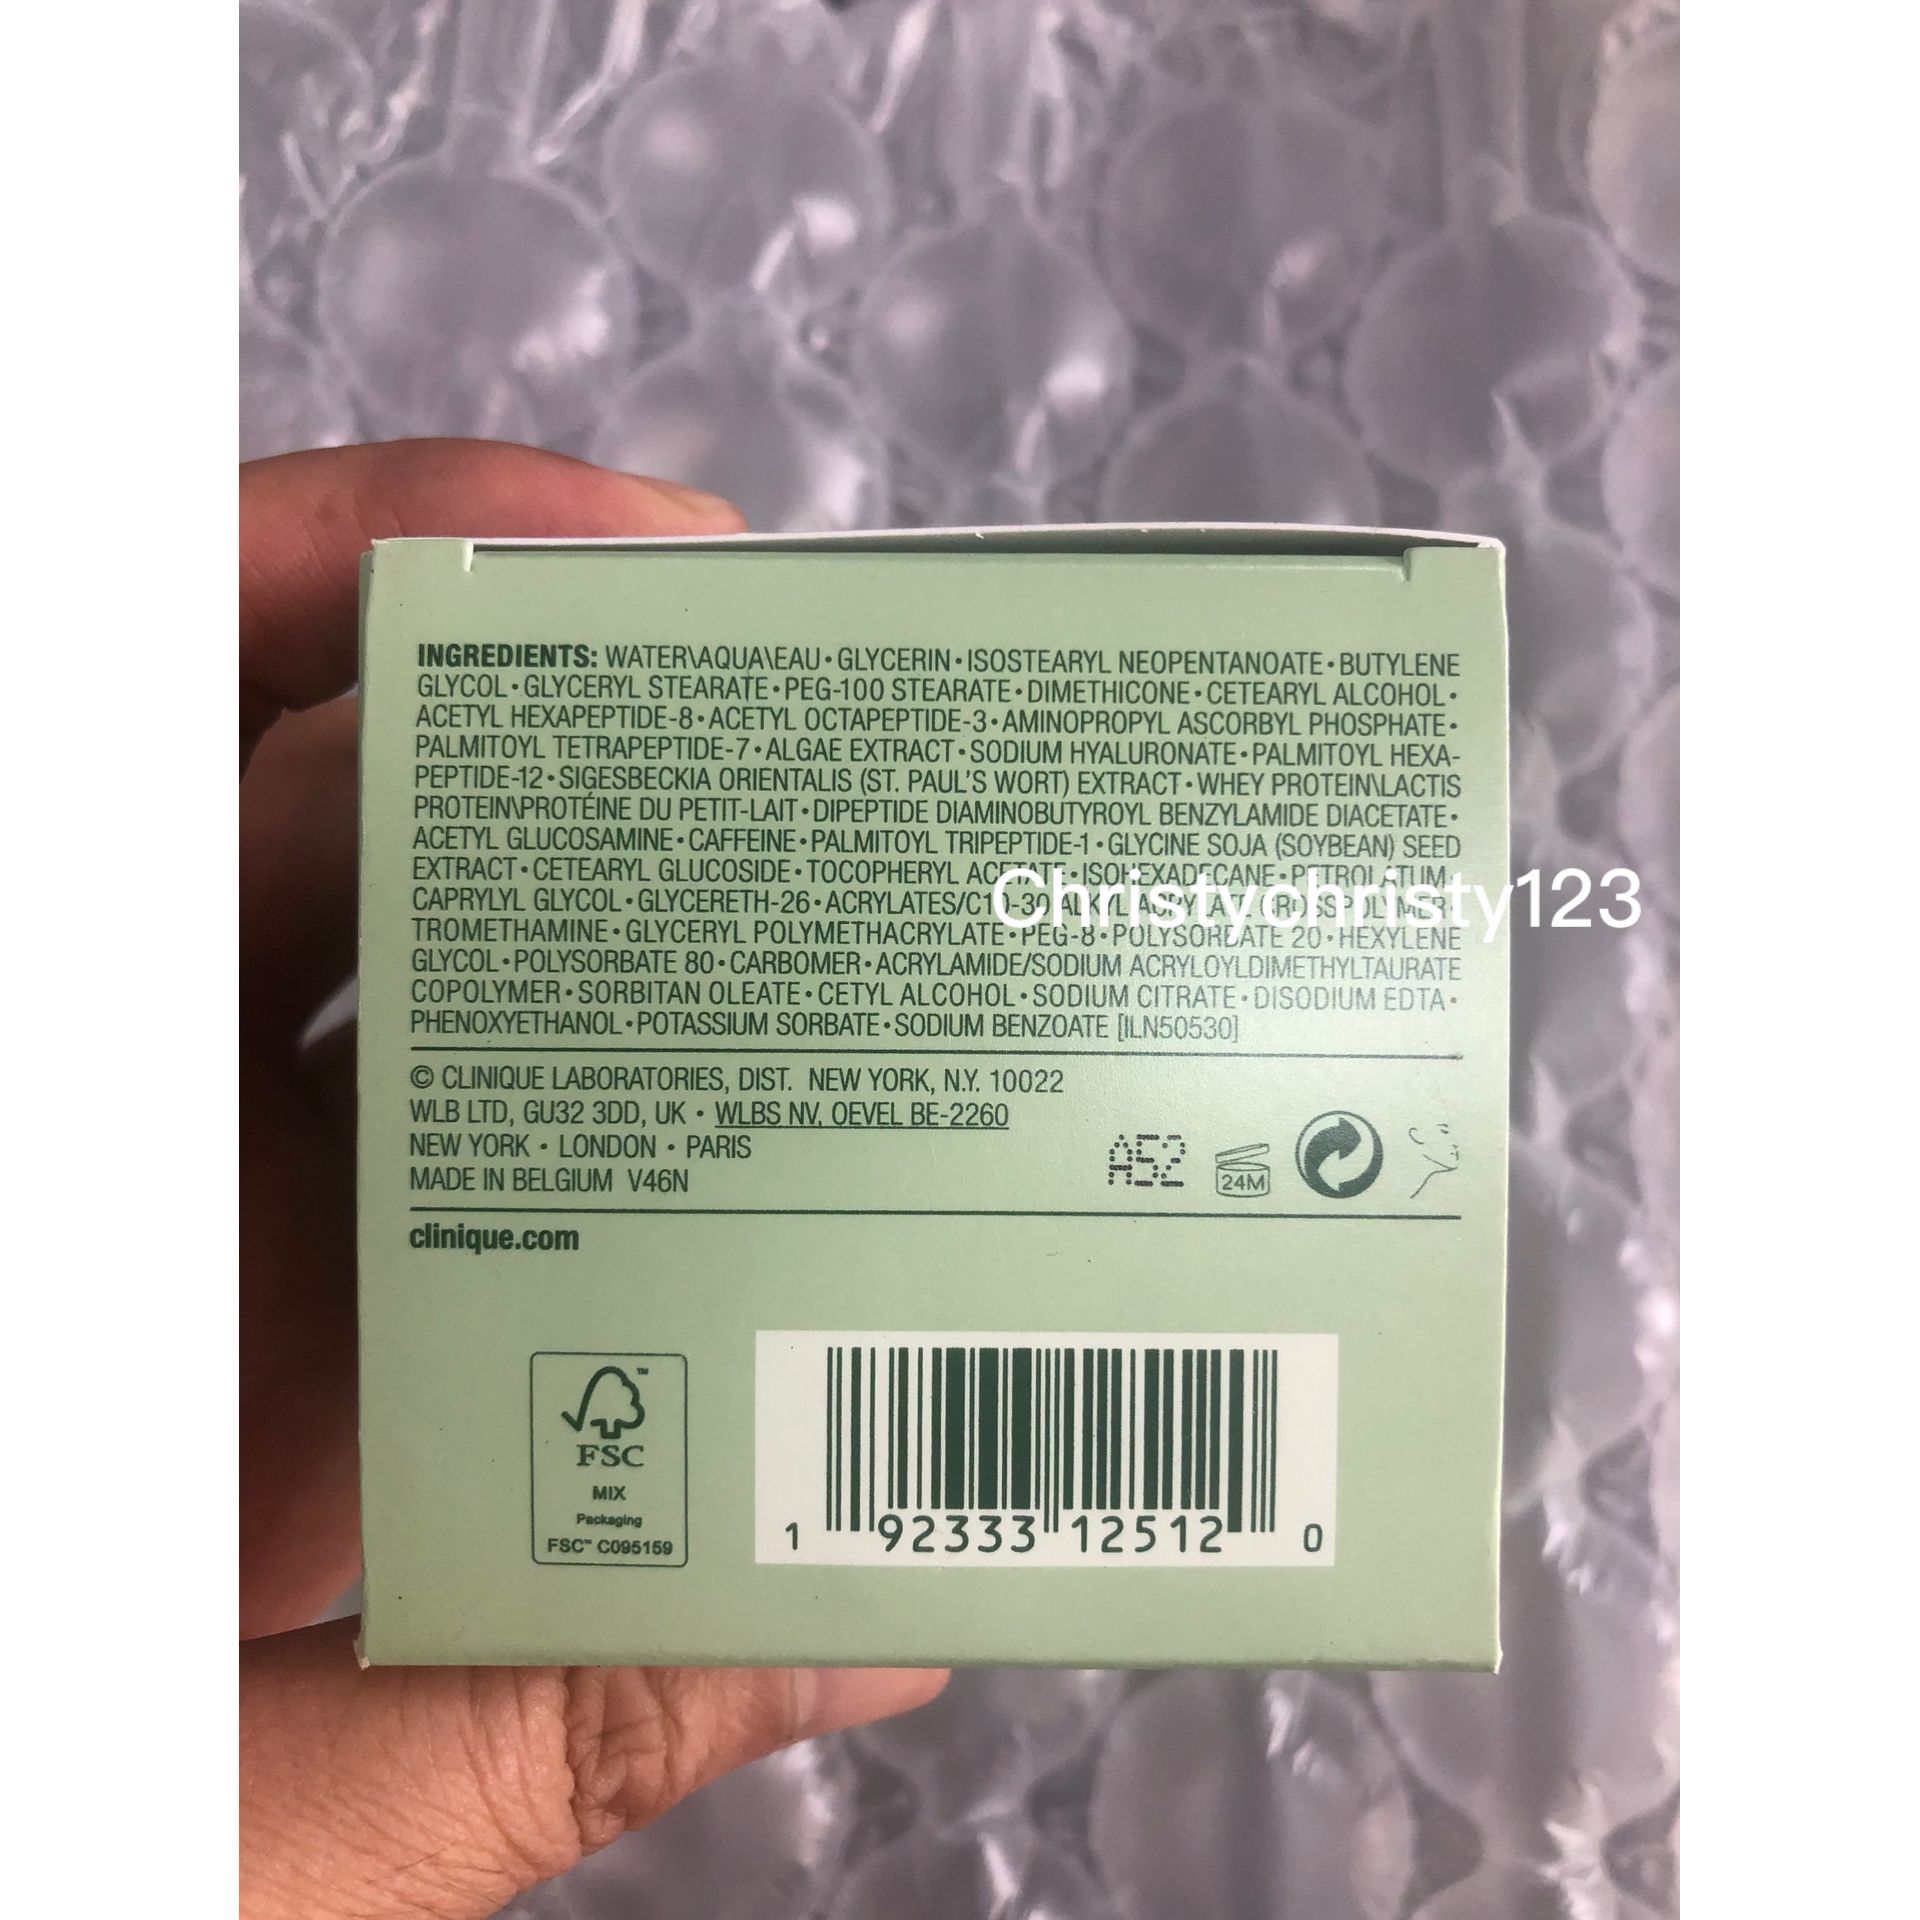 INGREDIENTS: WATER\AQUA\EAU • GLYCERIN • ISOSTEARYL NEOPENTANOATE • BUTYLENE
GLYCOL • GLYCERYL STEARATE • PEG-100 STEARATE • DIMETHICONE • CETEARYL ALCOHOL •
ACETYL HEXAPEPTIDE-8 • ACETYL OCTAPEPTIDE-3 • AMINOPROPYL ASCORBYL PHOSPHATE •
PALMITOYL TETRAPEPTIDE-7 • ALGAE EXTRACT • SODIUM HYALURONATE • PALMITOYL HEXA-
PEPTIDE-12 • SIGESBECKIA ORIENTALIS (ST. PAUL'S WORT) EXTRACT • WHEY PROTEIN\LACTIS
PROTEIN\PROTÉINE DU PETIT-LAIT • DIPEPTIDE DIAMINOBUTYROYL BENZYLAMIDE DIACETATE •
ACETYL GLUCOSAMINE • CAFFEINE • PALMITOYL TRIPEPTIDE-1 • GLYCINE SOJA (SOYBEAN) SEED
EXTRACT • CETEARYL GLUCOSIDE • TOCOPHERYL ACETATE • ISOHEXADECANE • PETROLATUM •
CAPRYLYL GLYCOL • GLYCERETH-26 • ACRYLATES/C10-30 ALKYL ACRYLATE CROSSPOLYMER •
Christychristy123
TROMETHAMINE • GLYCERYL POLYMETHACRYLATE • PEG-8 • POLYSORBATE 20 • HEXYLENE
GLYCOL • POLYSORBATE 80 • CARBOMER • ACRYLAMIDE/SODIUM ACRYLOYLDIMETHYLTAURATE
COPOLYMER • SORBITAN OLEATE • CETYL ALCOHOL • SODIUM CITRATE • DISODIUM EDTA •
PHENOXYETHANOL • POTASSIUM SORBATE • SODIUM BENZOATE [ILN50530]
© CLINIQUE LABORATORIES, DIST. NEW YORK, N.Y. 10022
WLB LTD, GU32 3DD, UK • WLBS NV, OEVEL BE-2260
NEW YORK • LONDON • PARIS
MADE IN BELGIUM V46N
A52
24M
clinique.com
FSC™
MIX
Packaging
FSC™ C095159
1 92333 12512 0